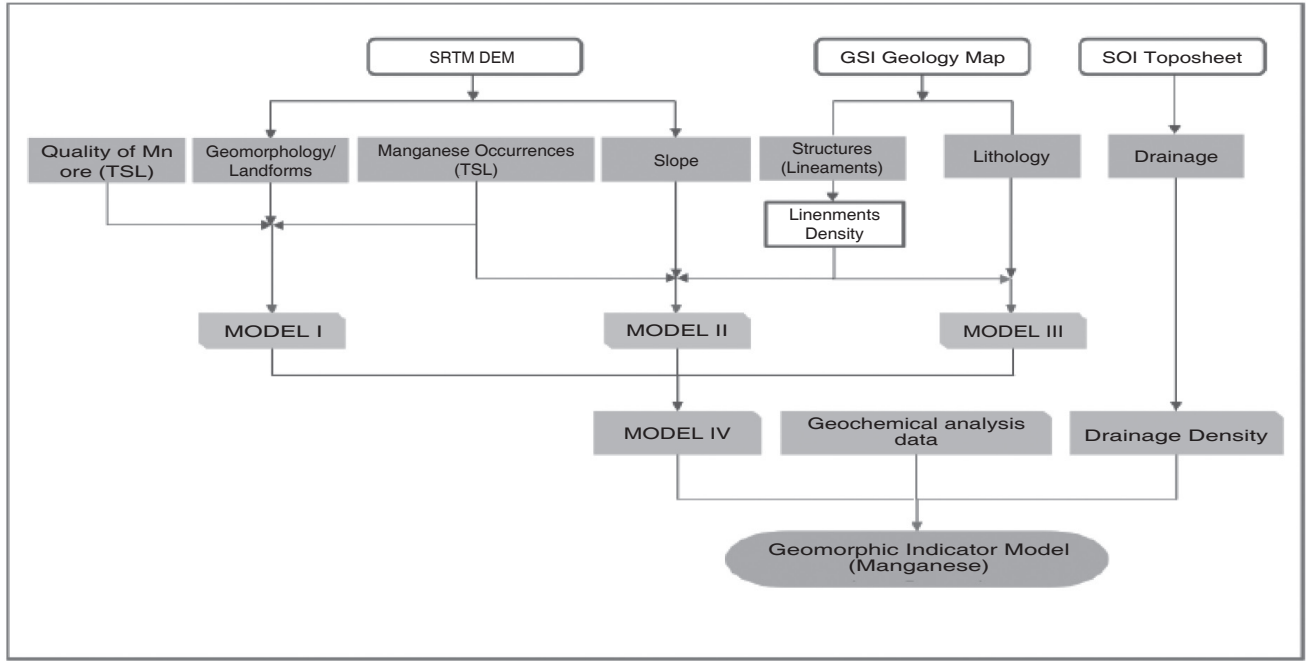 SRTM DEM
GSI Geology Map
SOI Toposheet
Quality of Mn
ore (TSL)
Geomorphology/
Landforms
Manganese Occurrences
(TSL)
Slope
Structures
(Lineaments)
Lithology
Drainage
Linenments
Density
MODEL I
MODEL II
MODEL III
MODEL IV
Geochemical analysis
data
Drainage Density
Geomorphic Indicator Model
(Manganese)